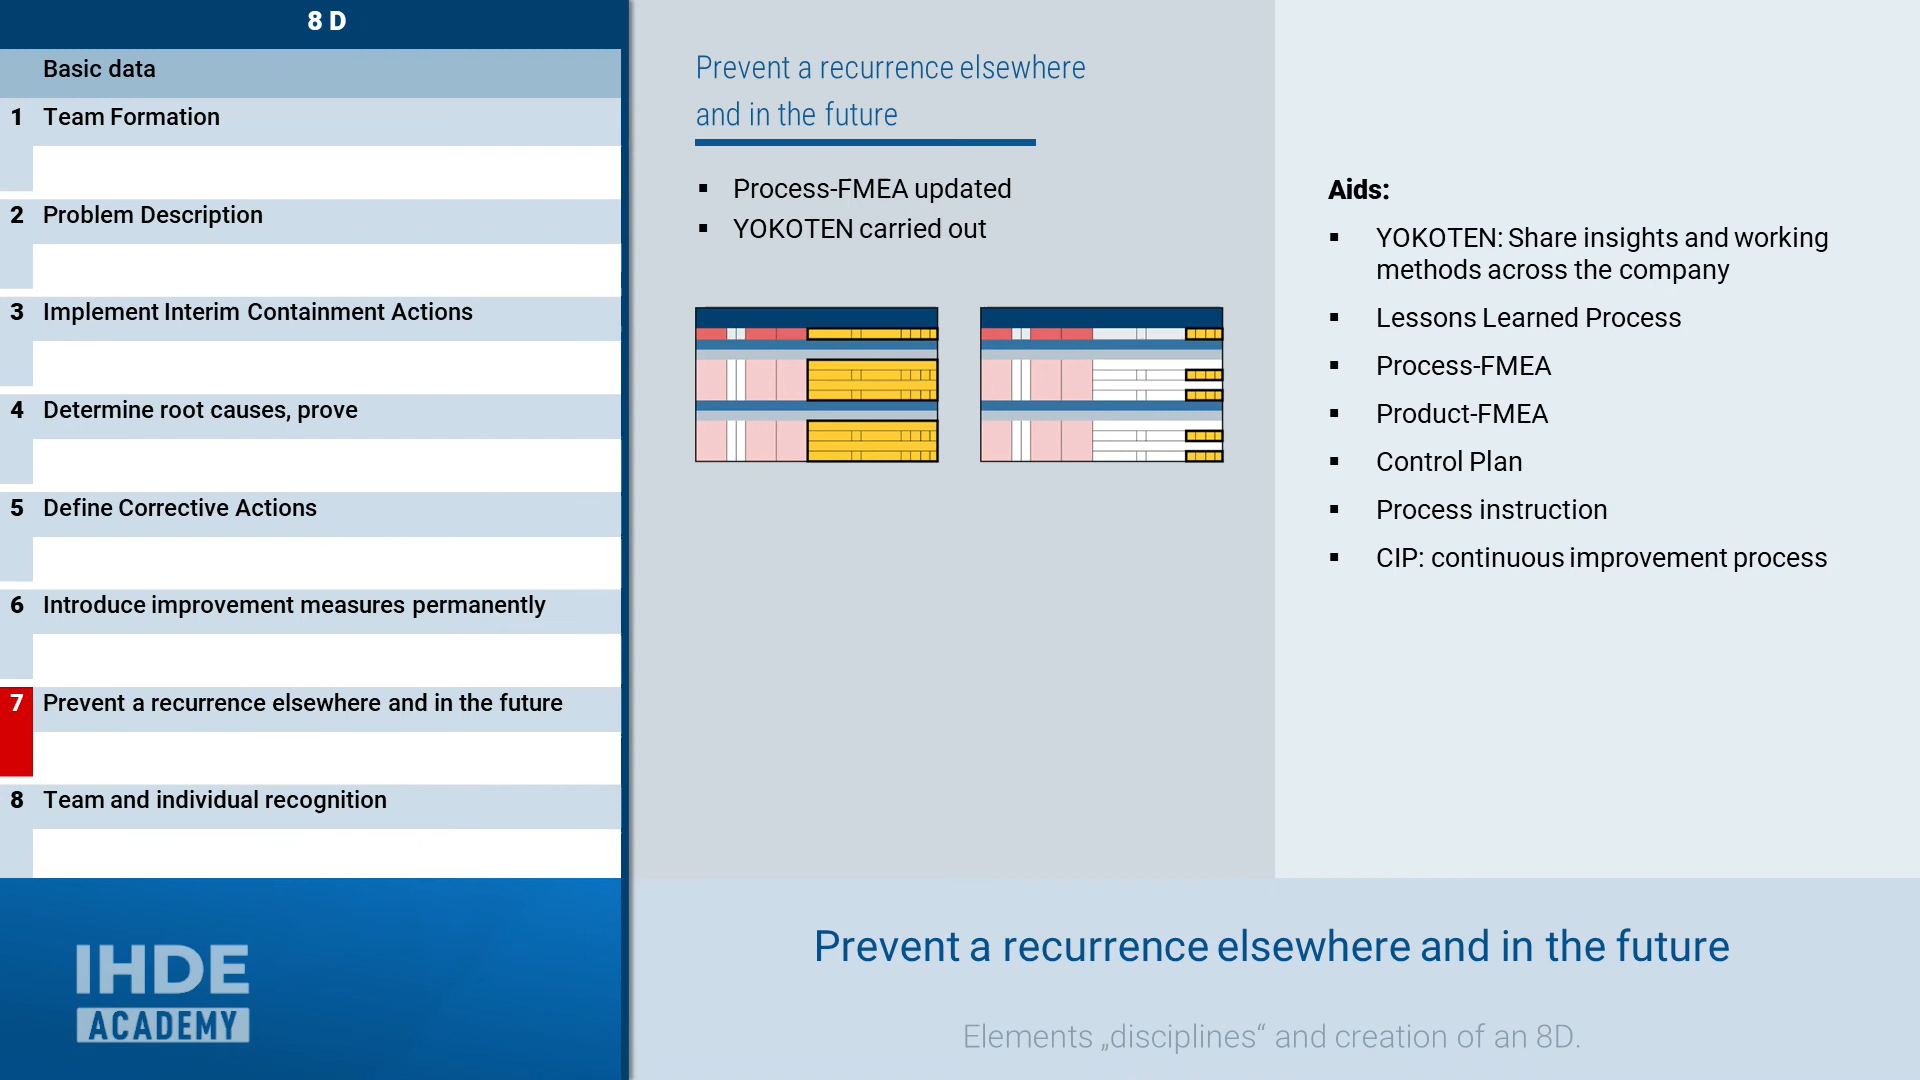 8 D
Basic data
1 Team Formation
2 Problem Description
3 Implement Interim Containment Actions
4 Determine root causes, prove
5 Define Corrective Actions
6 Introduce improvement measures permanently
7 Prevent a recurrence elsewhere and in the future
8 Team and individual recognition
IHDE
ACADEMY
Prevent a recurrence elsewhere
and in the future
▪ Process-FMEA updated
▪ YOKOTEN carried out
Aids:
▪ YOKOTEN: Share insights and working
methods across the company
▪ Lessons Learned Process
▪ Process-FMEA
▪ Product-FMEA
▪ Control Plan
▪ Process instruction
▪ CIP: continuous improvement process
Prevent a recurrence elsewhere and in the future
Elements „disciplines“ and creation of an 8D.